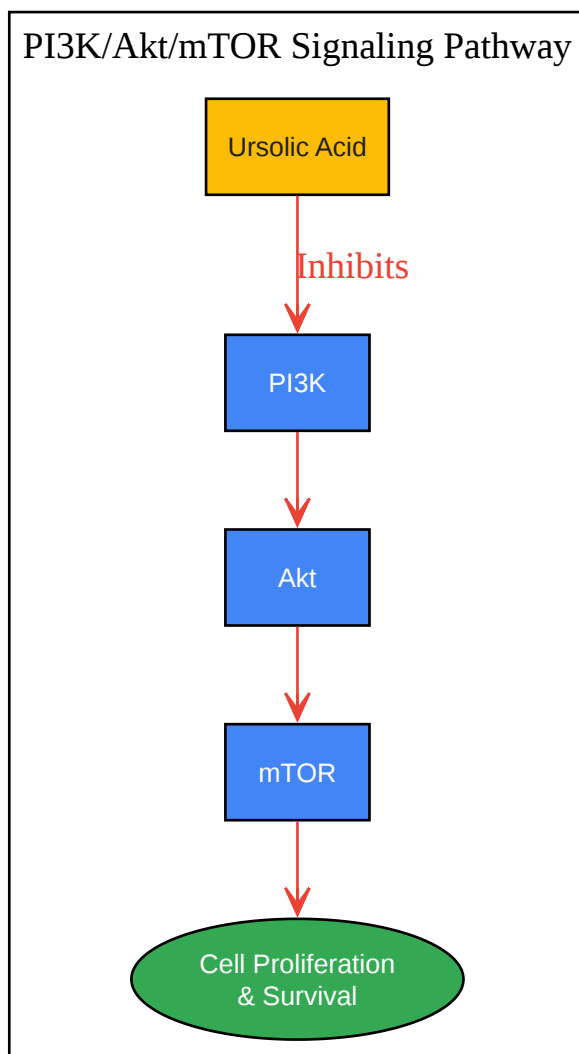 PI3K/Akt/mTOR Signaling Pathway
Ursolic Acid
Inhibits
PI3K
Akt
mTOR
Cell Proliferation
& Survival